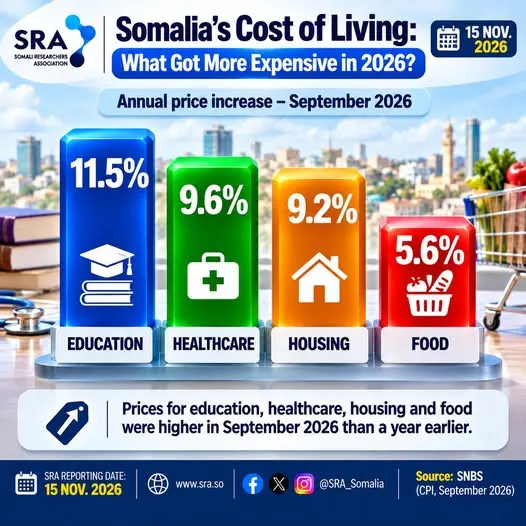 SRA
SOMALI RESEARCHERS
ASSOCIATION
Somalia's Cost of Living:
What Got More Expensive in 2026?
15 NOV.
2026
Annual price increase – September 2026
11.5%
9.6%
9.2%
5.6%
EDUCATION
HEALTHCARE
HOUSING
FOOD
Prices for education, healthcare, housing and food
were higher in September 2026 than a year earlier.
SRA REPORTING DATE:
15 NOV. 2026
www.sra.so
@SRA_Somalia
Source: SNBS
(CPI, September 2026)